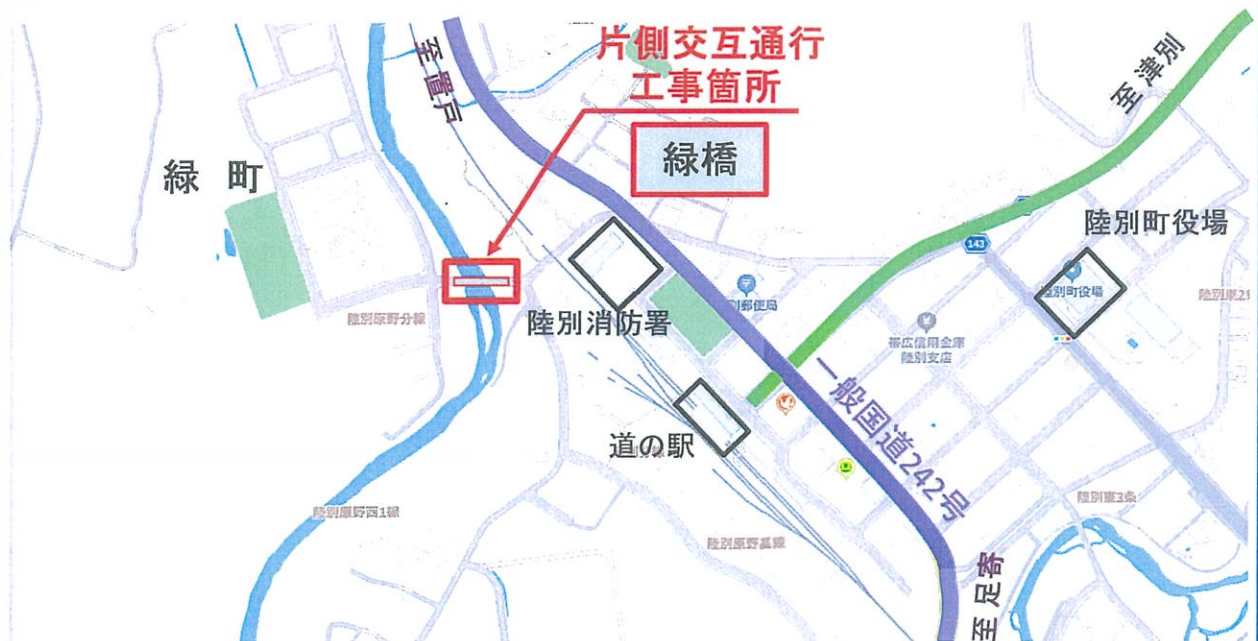 片側交互通行
工事箇所
緑橋
至置戸
至津別
緑町
143
陸別町役場
陸別町役場
別郵便局
陸別消防署
陸別原野分線
帯広信用金庫
陸別支店
一般国道242号
道の駅
陸別原野西1線
陸別原野基線
陸別東3条
至足寄